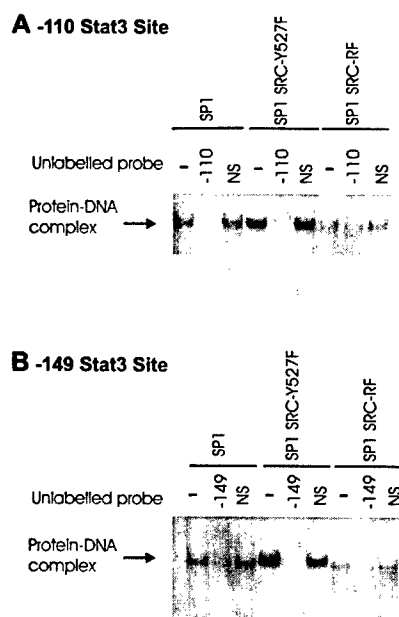 A -110 Stat3 Site
SP1
SP1 SRC-Y527F
SP1 SRC-RF
Unlabelled probe - -110 NS - -110 NS - -110 NS
Protein-DNA
complex
B -149 Stat3 Site
SP1
SP1 SRC-Y527F
SP1 SRC-RF
Unlabelled probe - -149 NS - -149 NS - -149 NS
Protein-DNA
complex